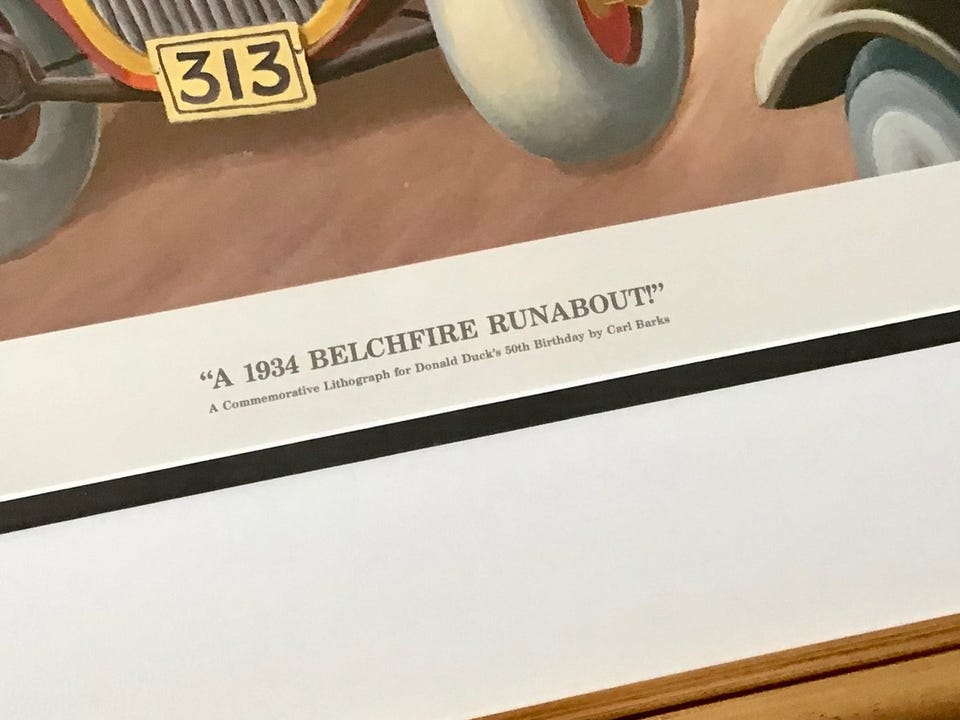 313
“A 1934 BELCHFIRE RUNABOUT!”
A Commemorative Lithograph for Donald Duck's 50th Birthday by Carl Barks